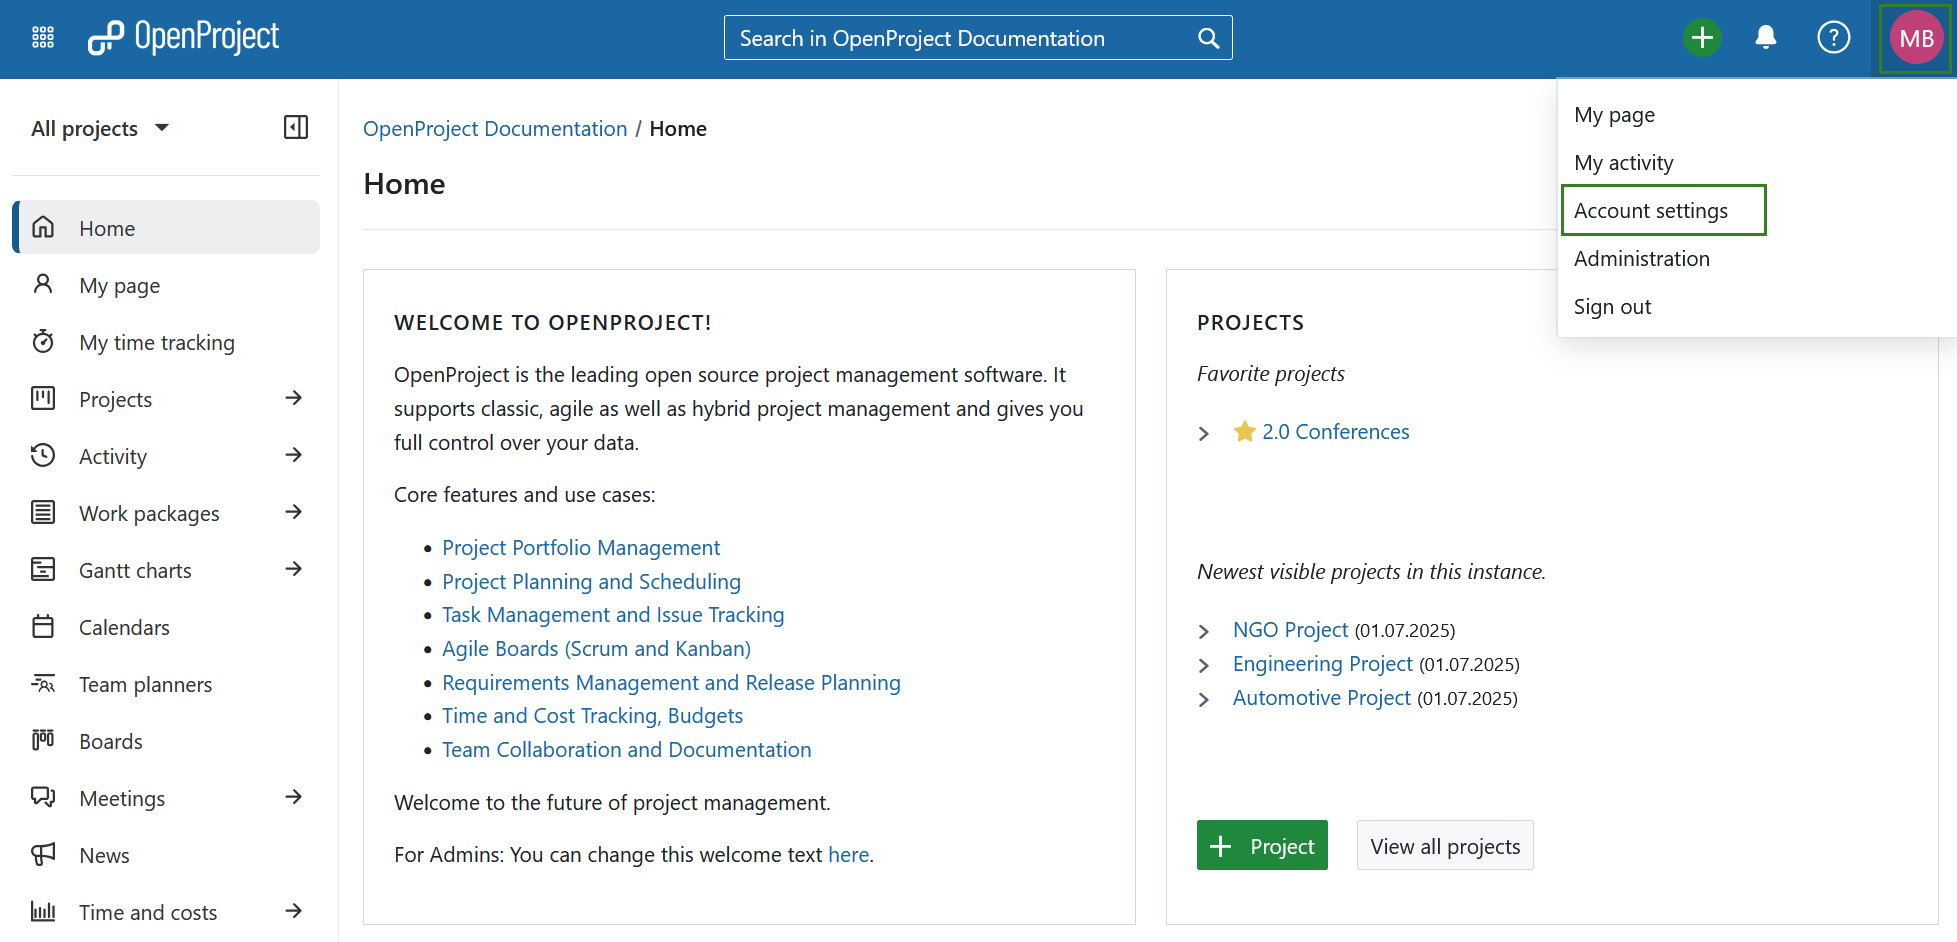 OpenProject
Search in OpenProject Documentation
MB
All projects
Home
My page
My time tracking
Projects
Activity
Work packages
Gantt charts
Calendars
Team planners
Boards
Meetings
News
Time and costs
OpenProject Documentation / Home
Home
WELCOME TO OPENPROJECT!
OpenProject is the leading open source project management software. It
supports classic, agile as well as hybrid project management and gives you
full control over your data.
Core features and use cases:
Project Portfolio Management
Project Planning and Scheduling
Task Management and Issue Tracking
Agile Boards (Scrum and Kanban)
Requirements Management and Release Planning
Time and Cost Tracking, Budgets
Team Collaboration and Documentation
Welcome to the future of project management.
For Admins: You can change this welcome text here.
PROJECTS
Favorite projects
2.0 Conferences
Newest visible projects in this instance.
NGO Project (01.07.2025)
Engineering Project (01.07.2025)
Automotive Project (01.07.2025)
+ Project
View all projects
My page
My activity
Account settings
Administration
Sign out